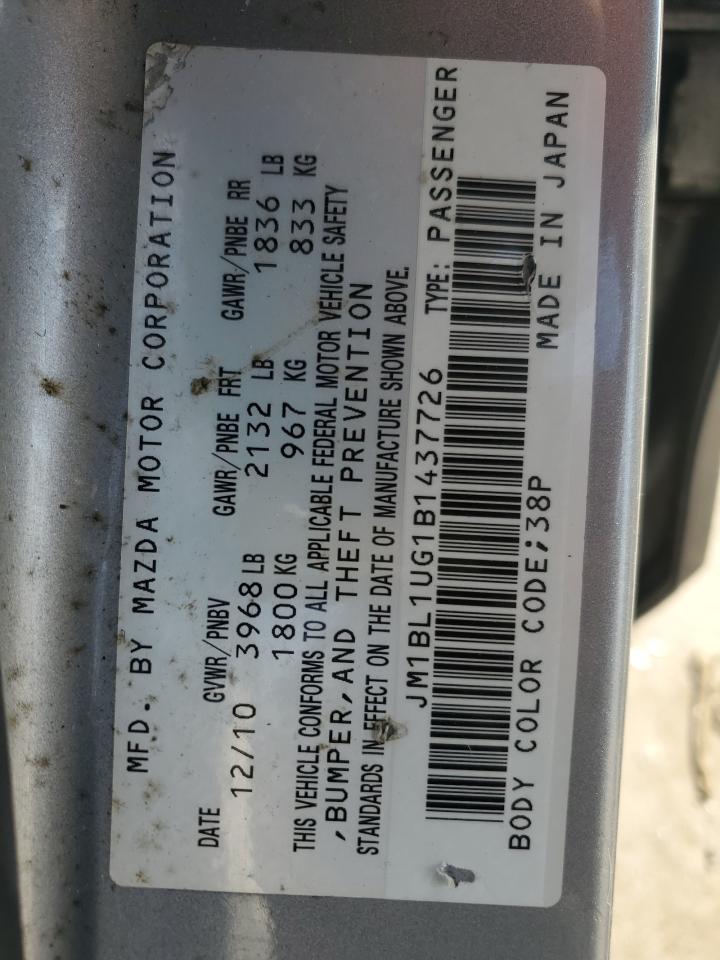 MFD. BY MAZDA MOTOR CORPORATION
DATE GVWR/PNBV GAWR/PNBE FRT GAWR/PNBE RR
12/10 3968 LB 2132 LB 1836 LB
1800 KG 967 KG 833 KG
THIS VEHICLE CONFORMS TO ALL APPLICABLE FEDERAL MOTOR VEHICLE SAFETY
,BUMPER, AND THEFT PREVENTION
STANDARDS IN EFFECT ON THE DATE OF MANUFACTURE SHOWN ABOVE.
JM1BL1UG1B1437726 TYPE: PASSENGER
BODY COLOR CODE;38P MADE IN JAPAN